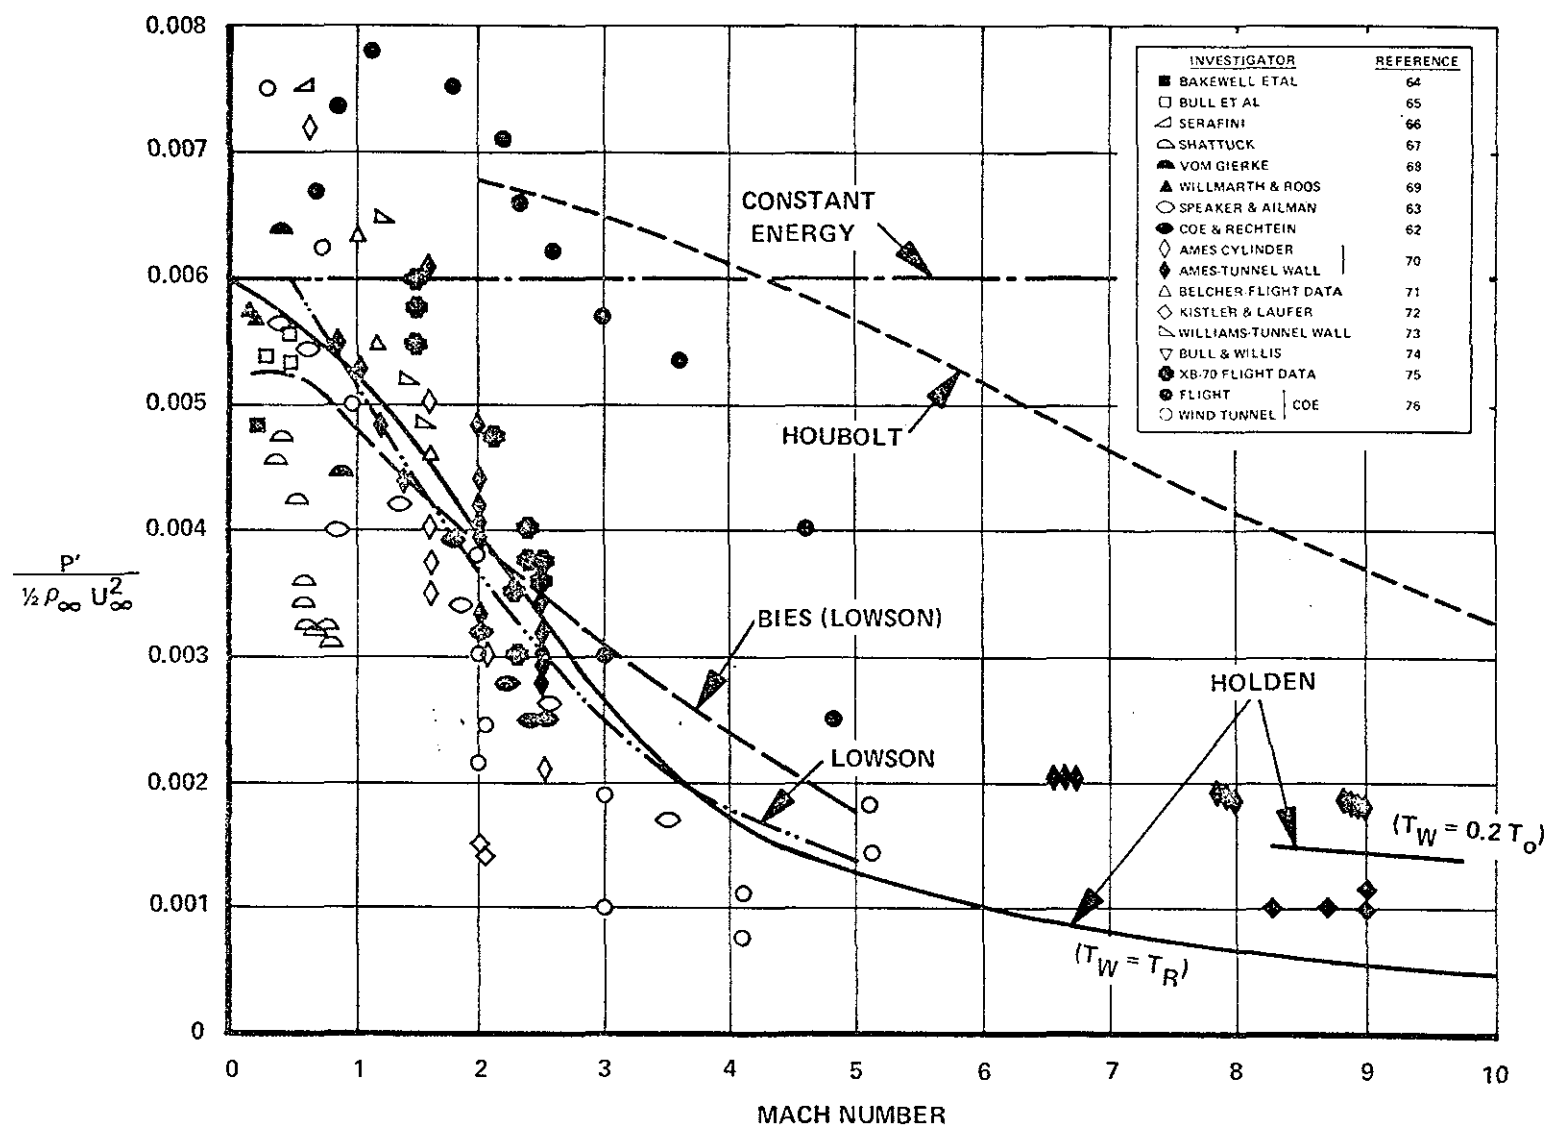 0.008
0.007
0.006
0.005
0.004
0.003
0.002
0.001
0
P'
½ ρ∞ U∞²
0 1 2 3 4 5 6 7 8 9 10
MACH NUMBER
CONSTANT
ENERGY
HOUBOLT
BIES (LOWSON)
LOWSON
HOLDEN
(TW = 0.2 To)
(TW = TR)
INVESTIGATOR REFERENCE
BAKEWELL ETAL 64
BULL ET AL 65
SERAFINI 66
SHATTUCK 67
VOM GIERKE 68
WILLMARTH & ROOS 69
SPEAKER & AILMAN 63
COE & RECHTEIN 62
AMES CYLINDER
70
AMES-TUNNEL WALL
BELCHER-FLIGHT DATA 71
KISTLER & LAUFER 72
WILLIAMS-TUNNEL WALL 73
BULL & WILLIS 74
XB-70 FLIGHT DATA 75
FLIGHT
COE 76
WIND TUNNEL